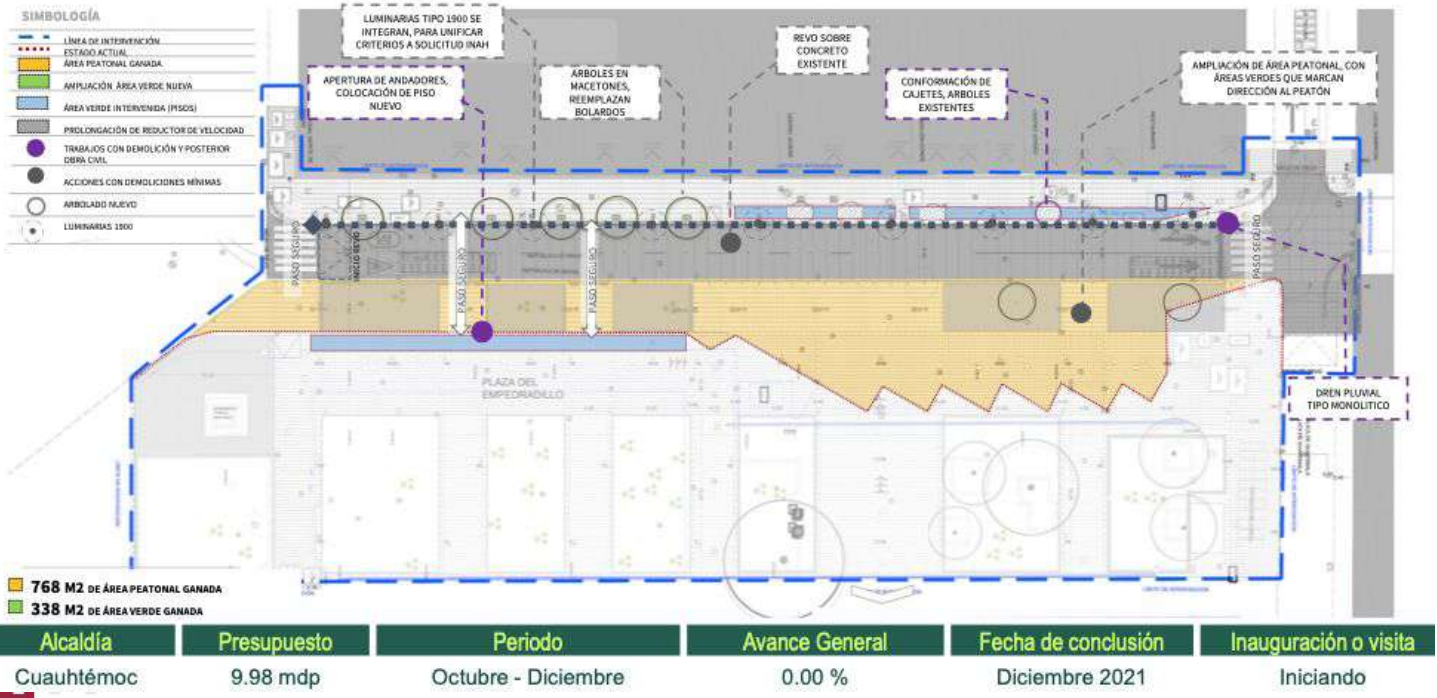 SIMBOLOGÍA
LÍNEA DE INTERVENCIÓN
ESTADO ACTUAL
ÁREA PEATONAL GANADA
AMPLIACIÓN ÁREA VERDE NUEVA
ÁREA VERDE INTERVENIDA (PISOS)
PROLONGACIÓN DE REDUCTOR DE VELOCIDAD
TRABAJOS CON DEMOLICIÓN Y POSTERIOR
OBRA CIVIL
ACCIONES CON DEMOLICIONES MÍNIMAS
ARBOLADO NUEVO
LUMINARIAS 1900
LUMINARIAS TIPO 1900 SE
INTEGRAN, PARA UNIFICAR
CRITERIOS A SOLICITUD INAH
APERTURA DE ANDADORES,
COLOCACIÓN DE PISO
NUEVO
ARBOLES EN
MACETONES,
REEMPLAZAN
BOLARDOS
REVO SOBRE
CONCRETO
EXISTENTE
CONFORMACIÓN DE
CAJETES, ARBOLES
EXISTENTES
AMPLIACIÓN DE ÁREA PEATONAL, CON
ÁREAS VERDES QUE MARCAN
DIRECCIÓN AL PEATÓN
PASO SEGURO
INICIO REVO
PASO SEGURO
PASO SEGURO
PASO SEGURO
PLAZA DEL
EMPEDRADILLO
DREN PLUVIAL
TIPO MONOLITICO
768 M2 DE ÁREA PEATONAL GANADA
338 M2 DE ÁREA VERDE GANADA
Alcaldía Presupuesto Periodo Avance General Fecha de conclusión Inauguración o visita
Cuauhtémoc 9.98 mdp Octubre - Diciembre 0.00 % Diciembre 2021 Iniciando